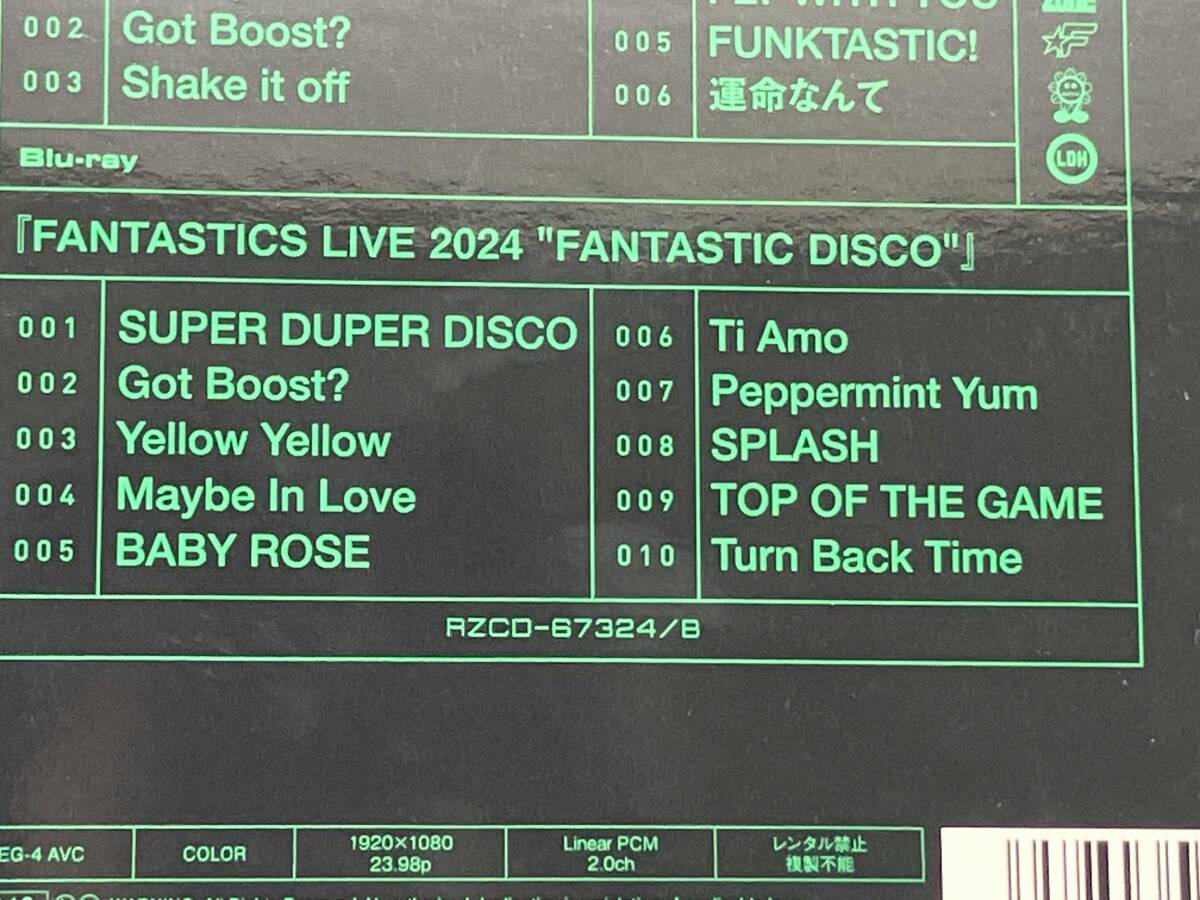 002 Got Boost?
003 Shake it off
005 FUNKTASTIC!
006 運命なんて
LDH
Blu-ray
『FANTASTICS LIVE 2024 "FANTASTIC DISCO"』
001 SUPER DUPER DISCO
002 Got Boost?
003 Yellow Yellow
004 Maybe In Love
005 BABY ROSE
006 Ti Amo
007 Peppermint Yum
008 SPLASH
009 TOP OF THE GAME
010 Turn Back Time
RZCD-67324/B
EG-4 AVC
COLOR
1920×1080
23.98p
Linear PCM
2.0ch
レンタル禁止
複製不能